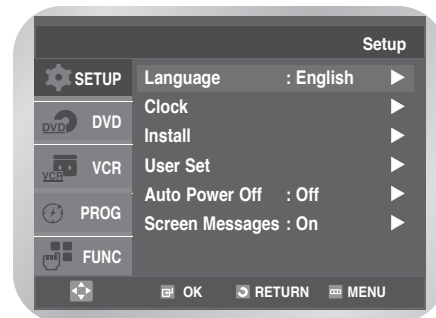 Setup
SETUP
Language : English
Clock
DVD DVD
Install
VCR VCR
User Set
Auto Power Off : Off
PROG
Screen Messages : On
FUNC
OK RETURN MENU